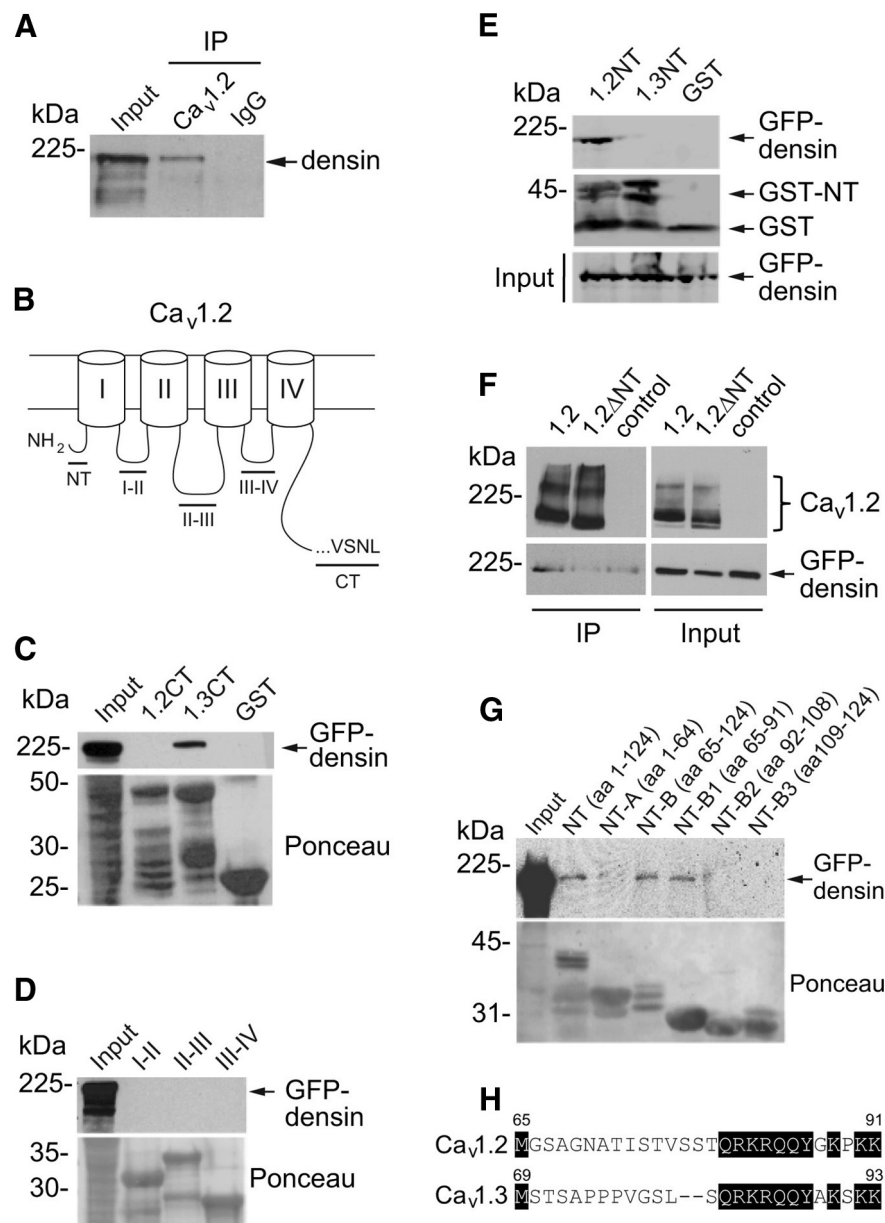 A
IP
kDa
Input
Cav1.2
IgG
225-
densin
B
Cav1.2
I
II
III
IV
NH2
NT
I-II
II-III
III-IV
...VSNL
CT
C
kDa
Input
1.2CT
1.3CT
GST
225-
GFP-
densin
50-
30-
25-
Ponceau
D
kDa
Input
I-II
II-III
III-IV
225-
GFP-
densin
35-
30-
Ponceau
E
kDa
1.2NT
1.3NT
GST
225-
GFP-
densin
45-
GST-NT
GST
Input
GFP-
densin
F
kDa
1.2
1.2ΔNT
control
1.2
1.2ΔNT
control
225-
Cav1.2
225-
GFP-
densin
IP
Input
G
kDa
Input
NT (aa 1-124)
NT-A (aa 1-64)
NT-B (aa 65-124)
NT-B1 (aa 65-91)
NT-B2 (aa 92-108)
NT-B3 (aa109-124)
225-
GFP-
densin
45-
31-
Ponceau
H
65 91
Cav1.2 MGSAGNATISTVSSTQRKRQQYGKPKK
69 93
Cav1.3 MSTSAPPPVGSL--SQRKRQQYAKSKK